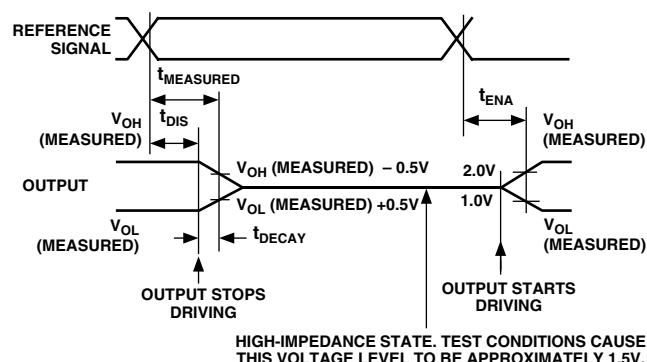 REFERENCE
SIGNAL
tMEASURED
tDIS
tENA
VOH
(MEASURED)
VOH
(MEASURED)
VOH (MEASURED) – 0.5V
2.0V
OUTPUT
VOL (MEASURED) +0.5V
1.0V
VOL
(MEASURED)
tDECAY
VOL
(MEASURED)
OUTPUT STOPS
DRIVING
OUTPUT STARTS
DRIVING
HIGH-IMPEDANCE STATE. TEST CONDITIONS CAUSE
THIS VOLTAGE LEVEL TO BE APPROXIMATELY 1.5V.